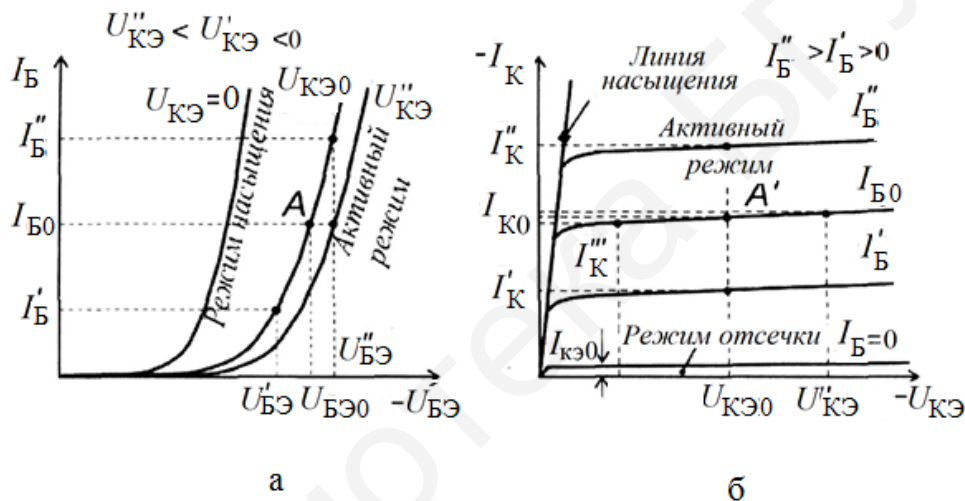 U″КЭ < U′КЭ < 0
IБ
UКЭ=0
UКЭ0
U″КЭ
I″Б
IБ0
I′Б
A
Режим насыщения
Активный
режим
U″БЭ
U′БЭ
UБЭ0
-UБЭ
а
-IК
Линия
насыщения
I″Б >I′Б >0
I″Б
I″К
Активный
режим
A′
IБ0
IК0
I‴К
I′Б
I′К
Iкэ0
Режим отсечки
IБ=0
UКЭ0
U″КЭ
-UКЭ
б